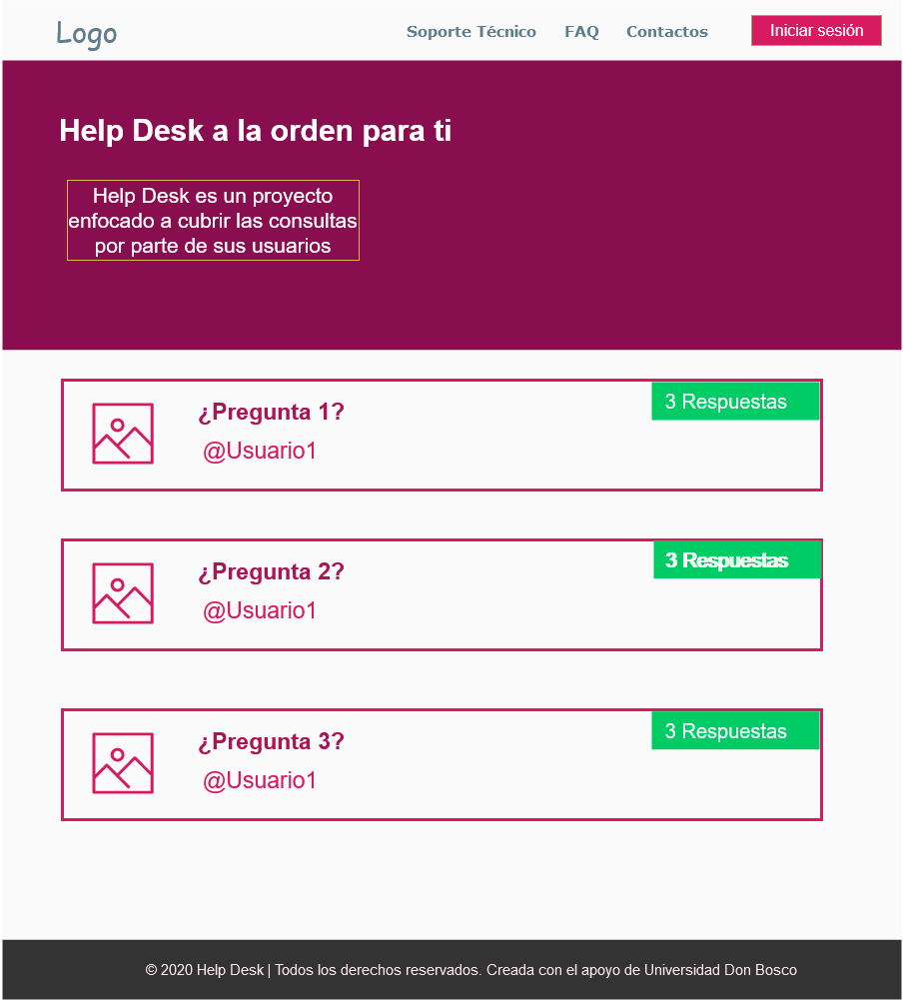 Logo
Soporte Técnico FAQ Contactos Iniciar sesión
Help Desk a la orden para ti
Help Desk es un proyecto
enfocado a cubrir las consultas
por parte de sus usuarios
¿Pregunta 1?
3 Respuestas
@Usuario1
¿Pregunta 2?
3 Respuestas
@Usuario1
¿Pregunta 3?
3 Respuestas
@Usuario1
© 2020 Help Desk | Todos los derechos reservados. Creada con el apoyo de Universidad Don Bosco